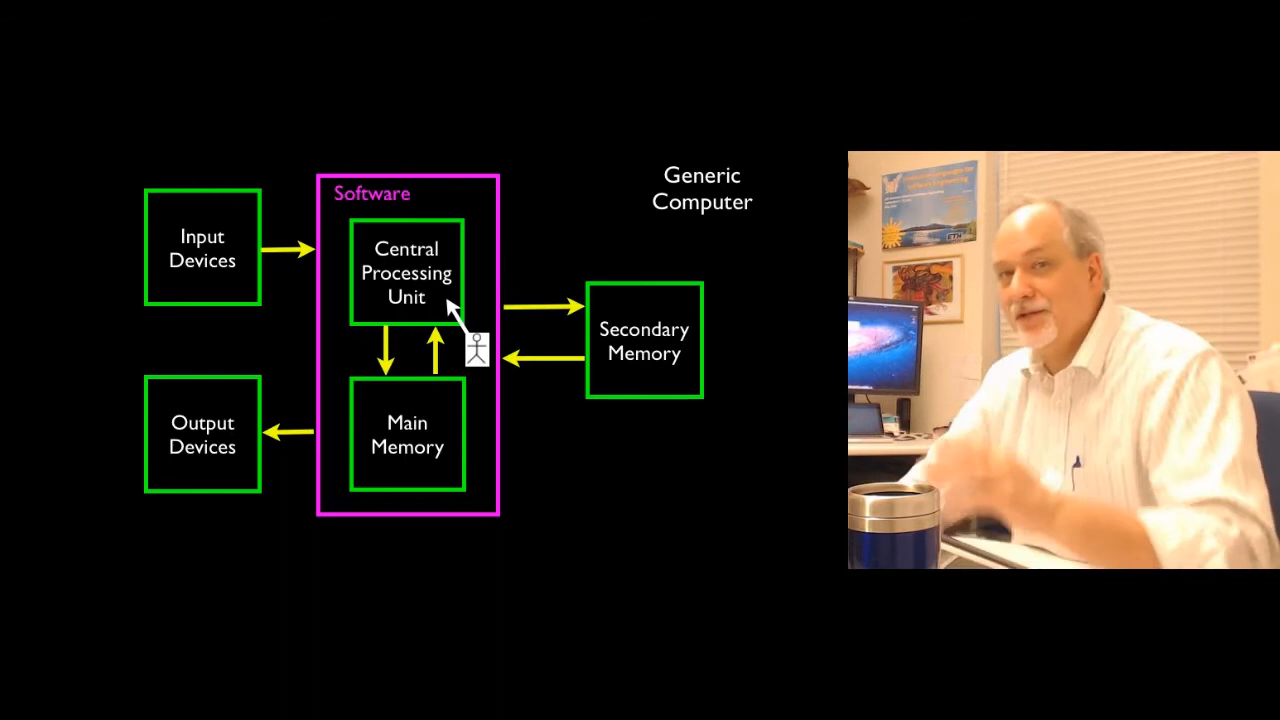 Generic
Computer
Software
Input
Devices
Central
Processing
Unit
Secondary
Memory
Output
Devices
Main
Memory